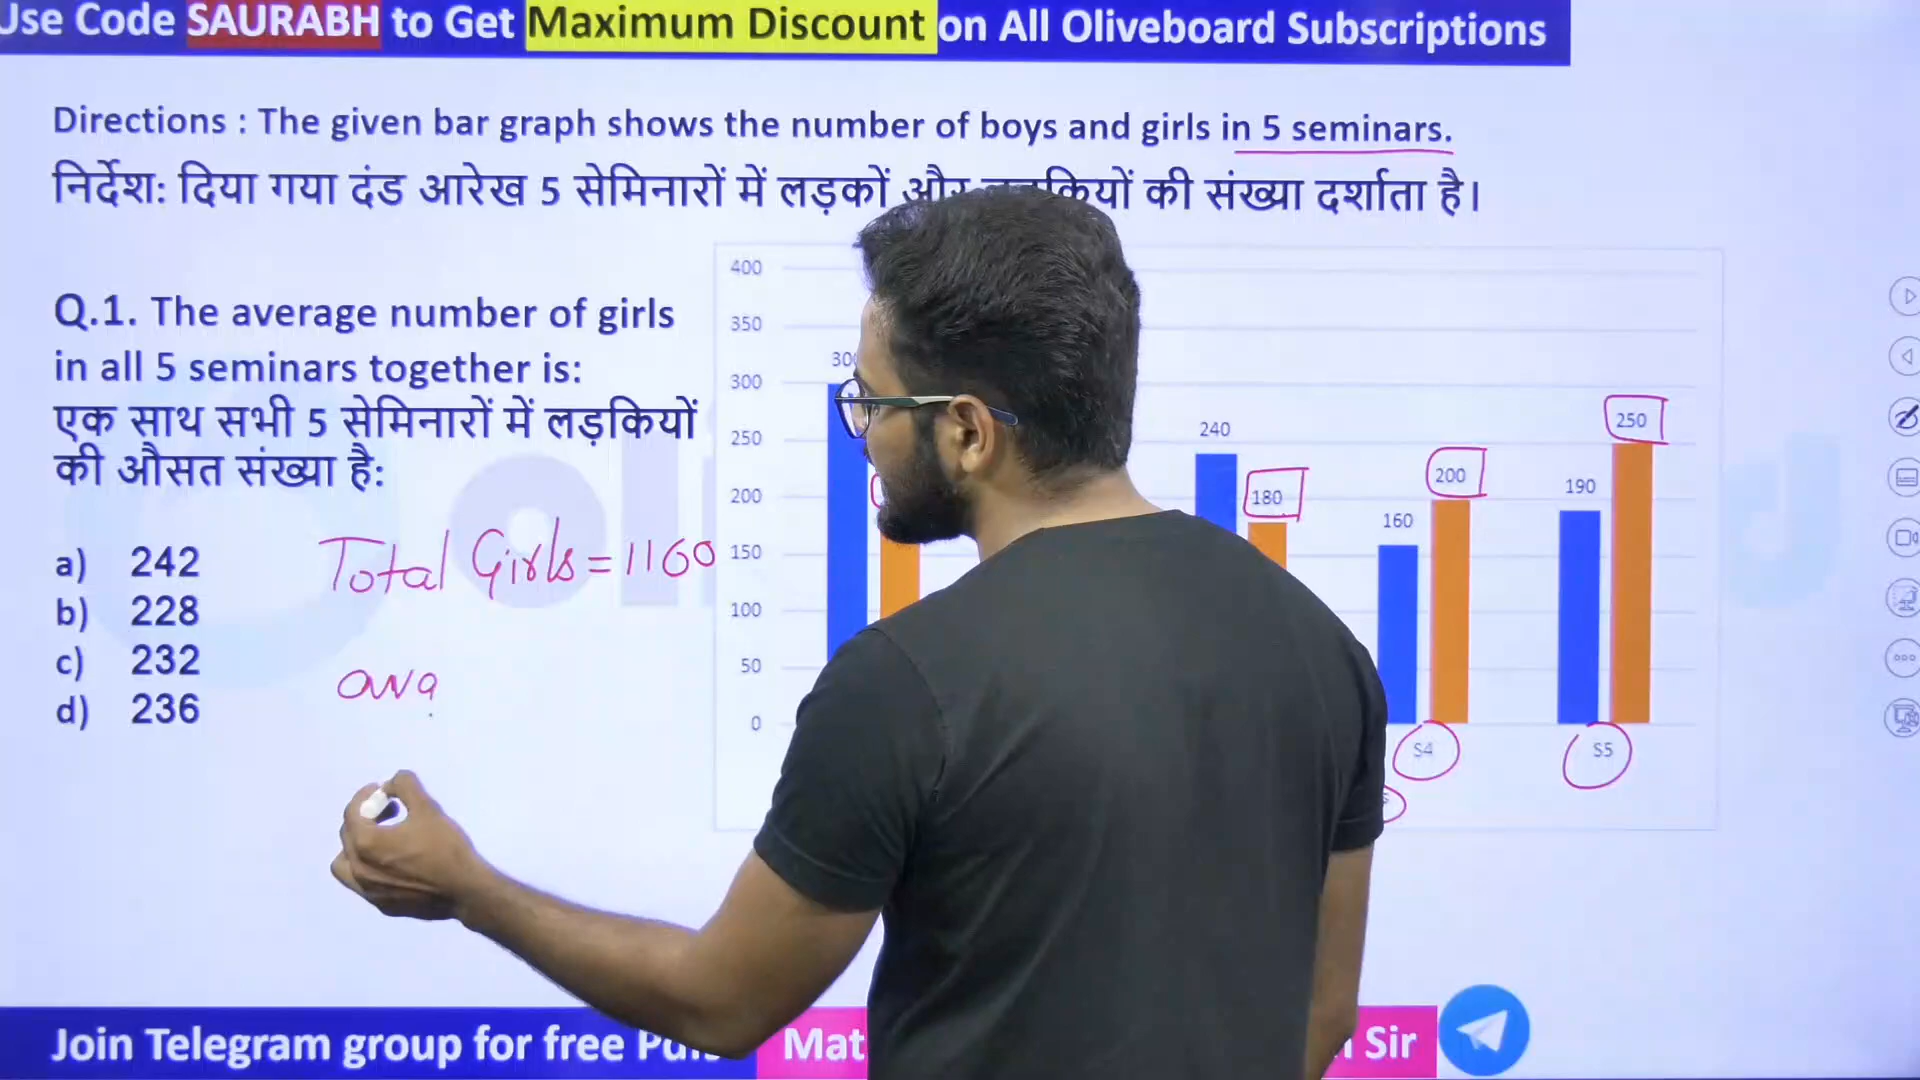 Use Code SAURABH to Get Maximum Discount on All Oliveboard Subscriptions
Directions : The given bar graph shows the number of boys and girls in 5 seminars.
निर्देश: दिया गया दंड आरेख 5 सेमिनारों में लड़कों और की संख्या दर्शाता है।
Q.1. The average number of girls
in all 5 seminars together is:
एक साथ सभी 5 सेमिनारों में लड़कियों
की औसत संख्या है:
a) 242
b) 228
c) 232
d) 236
Total Girls = 1160
avg
400
350
300
250
200
150
100
50
0
240
180
160
200
190
250
S4
S5
Join Telegram group for free
Sir